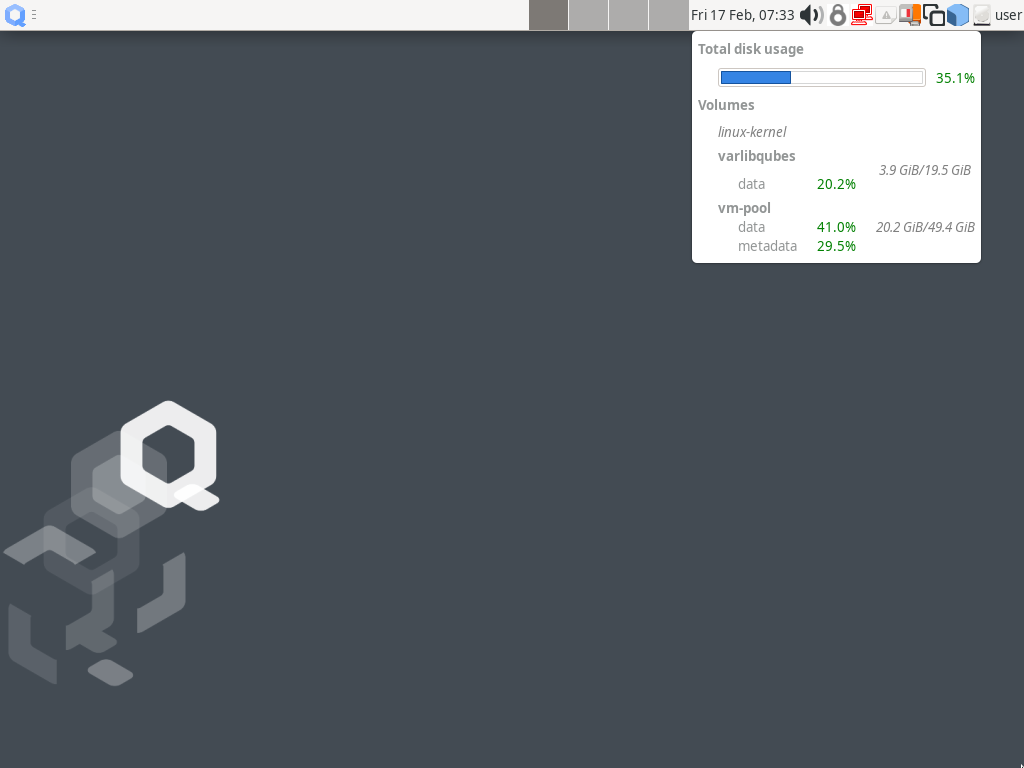 Fri 17 Feb, 07:33 user
Total disk usage
35.1%
Volumes
linux-kernel
varlibqubes
3.9 GiB/19.5 GiB
data 20.2%
vm-pool
data 41.0% 20.2 GiB/49.4 GiB
metadata 29.5%